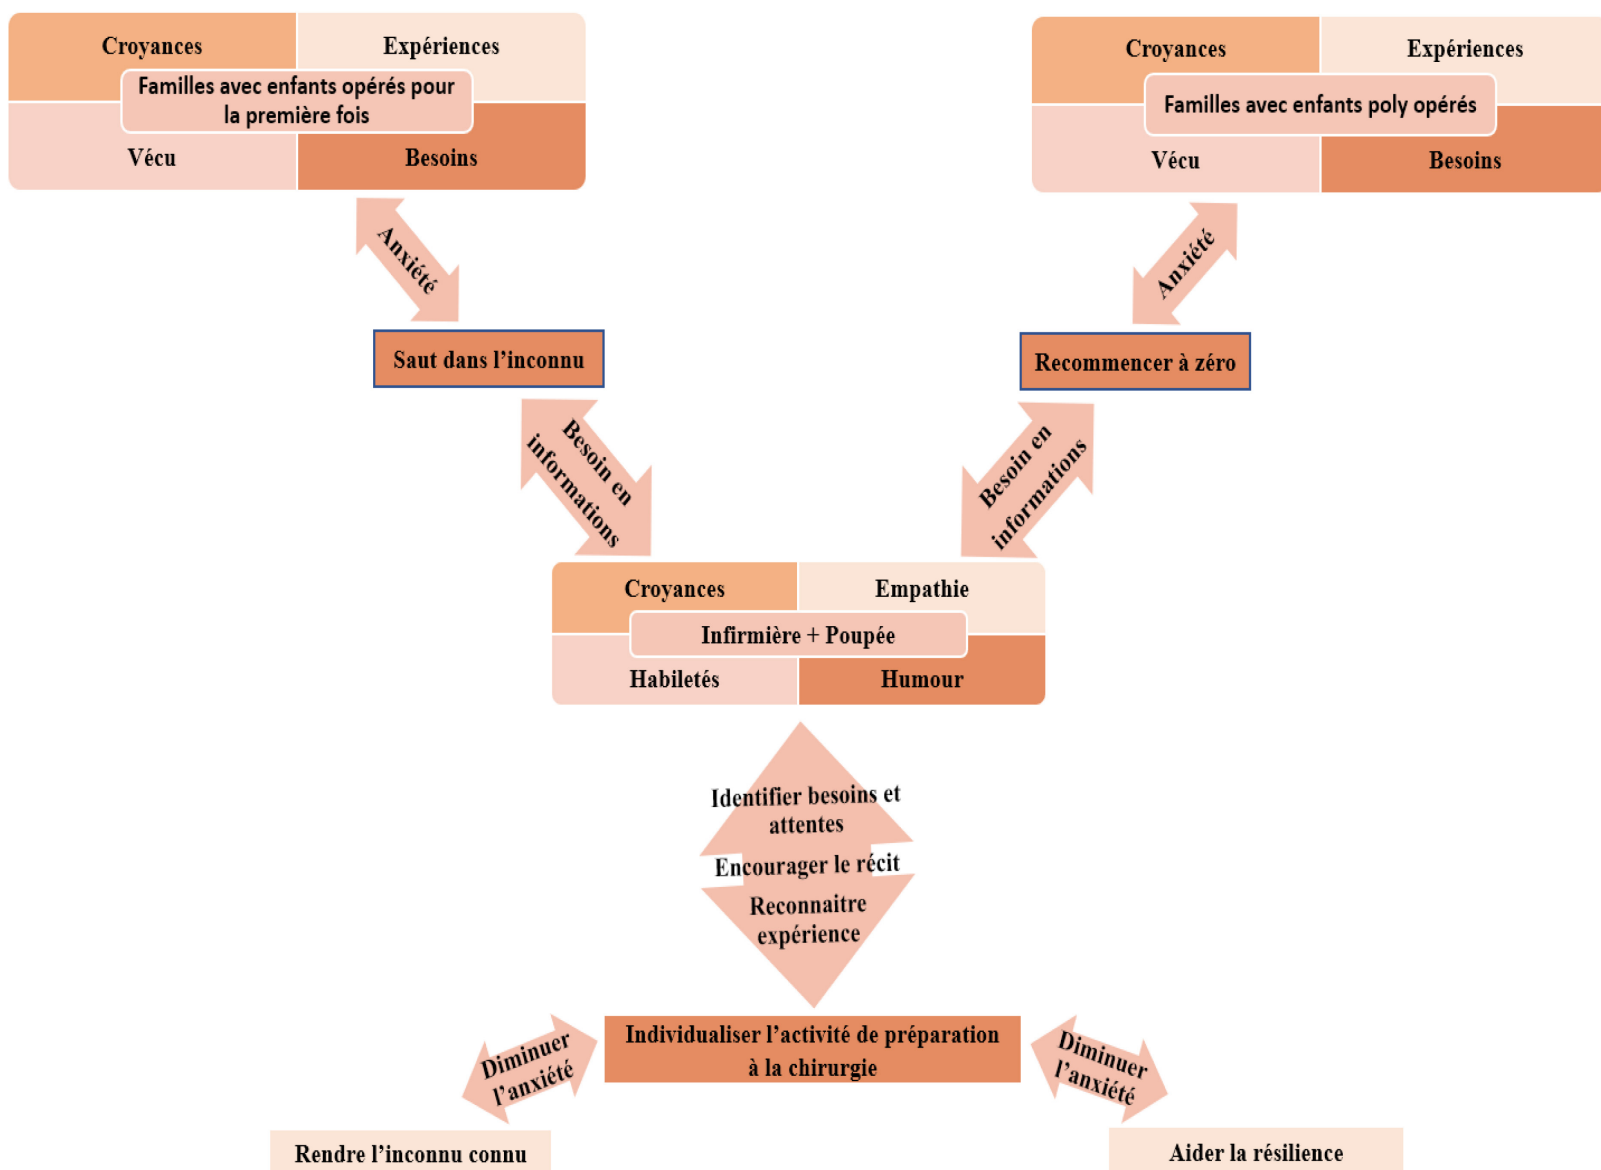 Croyances
Expériences
Familles avec enfants opérés pour
la première fois
Vécu
Besoins
Croyances
Expériences
Familles avec enfants poly opérés
Vécu
Besoins
Anxiété
Anxiété
Saut dans l’inconnu
Recommencer à zéro
Besoin en
informations
Besoin en
informations
Croyances
Empathie
Infirmière + Poupée
Habiletés
Humour
Identifier besoins et
attentes
Encourager le récit
Reconnaitre
expérience
Individualiser l’activité de préparation
à la chirurgie
Diminuer
l’anxiété
Diminuer
l’anxiété
Rendre l’inconnu connu
Aider la résilience